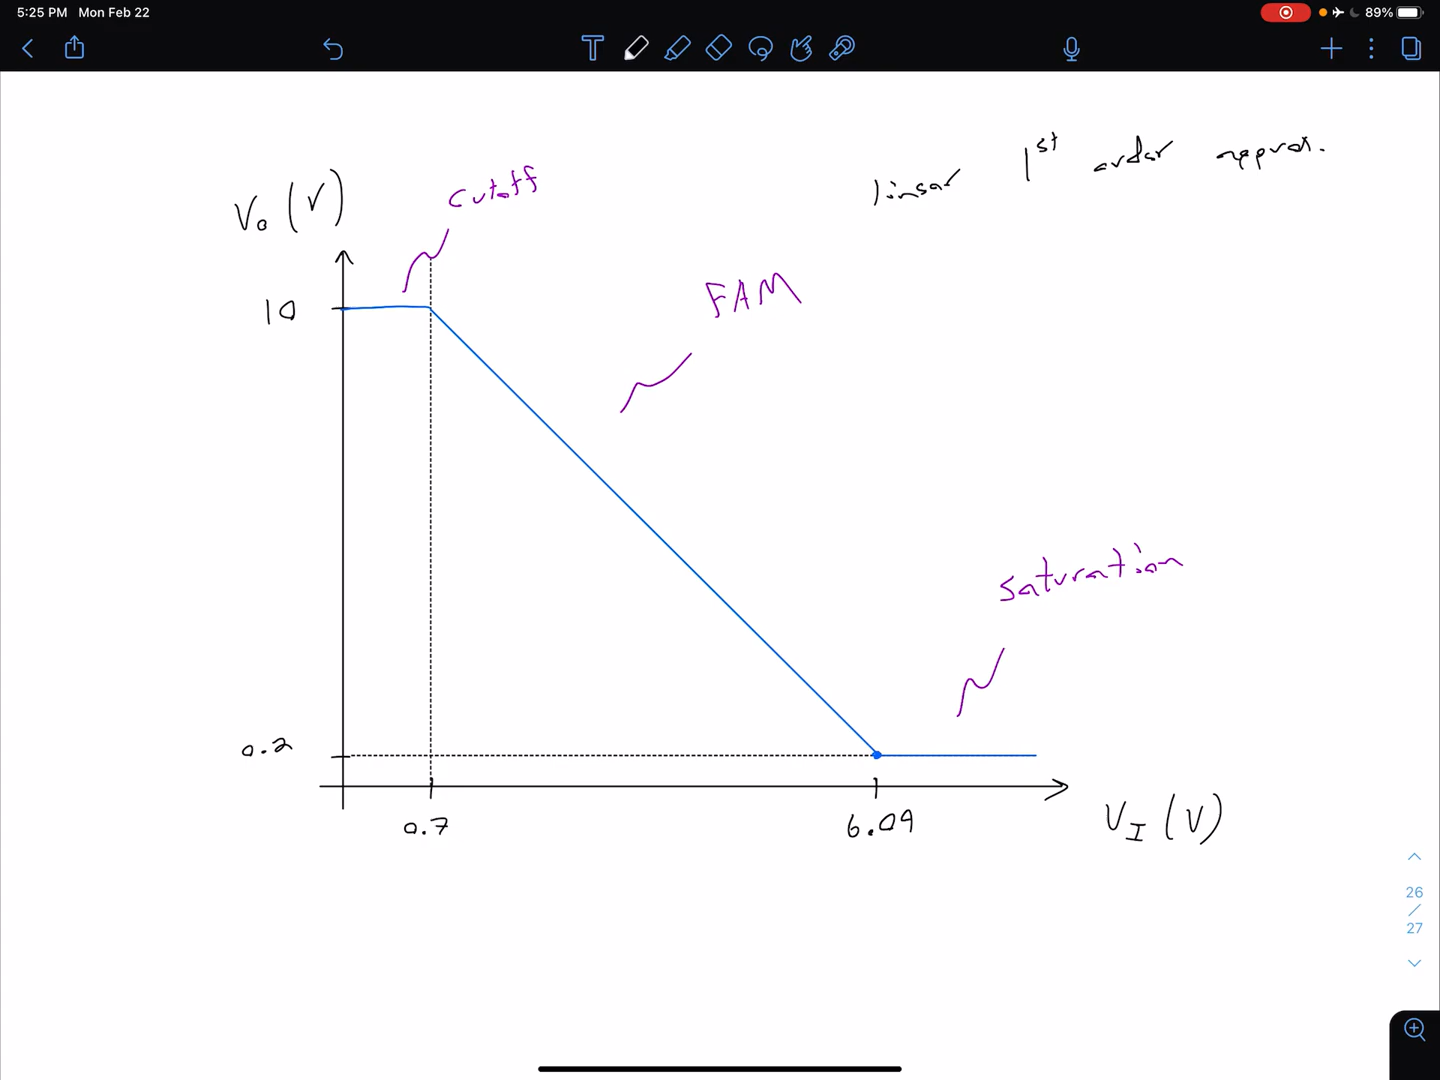 5:25 PM Mon Feb 22
89%
linear 1st order approx.
cutoff
Vo (V)
FAM
10
saturation
0.2
0.7
6.09
VI (V)
26
/
27